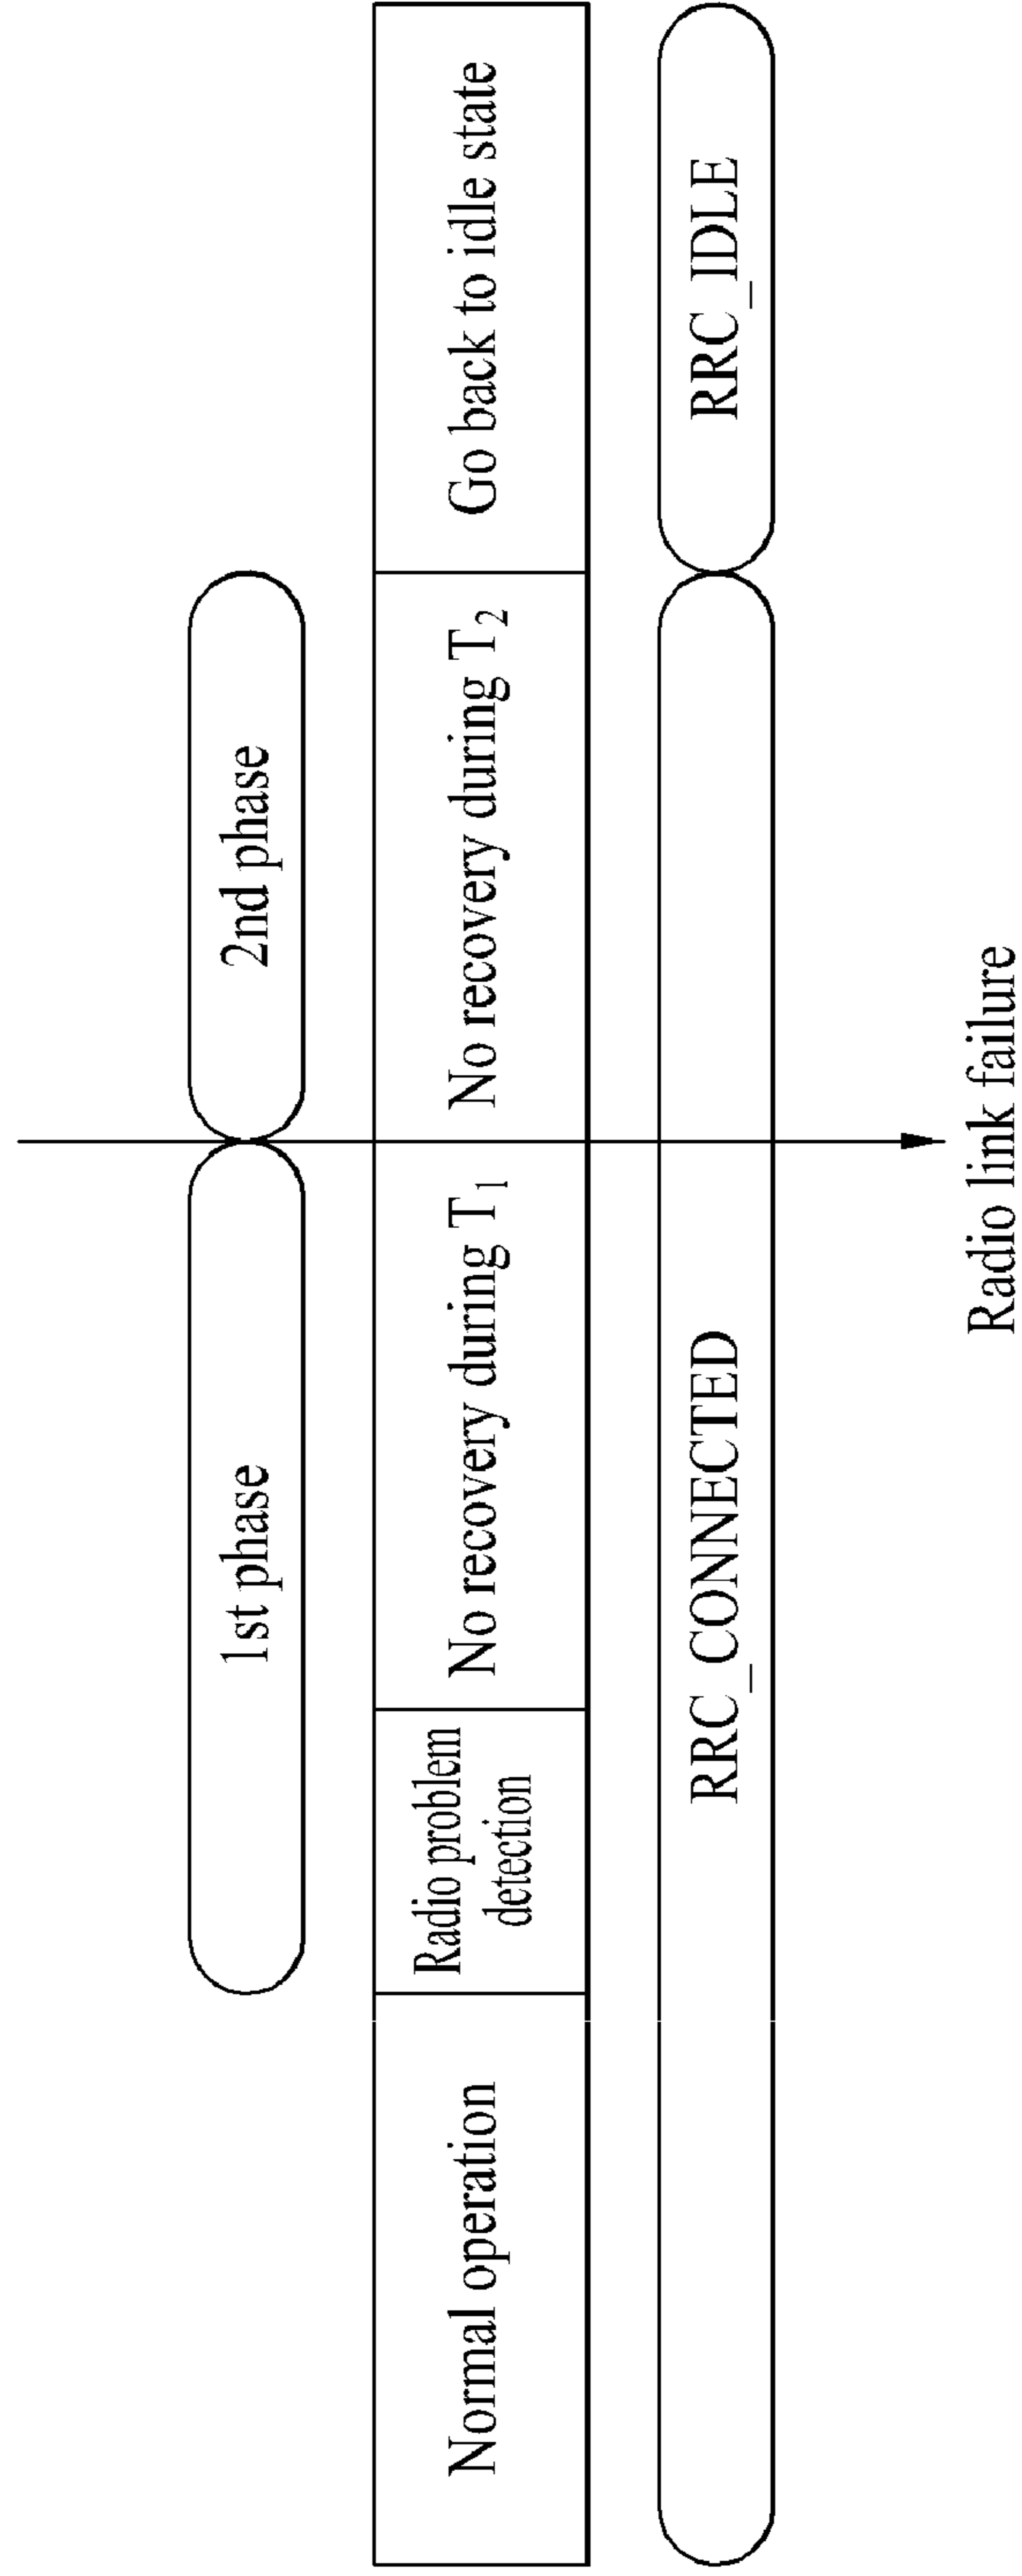 1st phase
2nd phase
Normal operation
Radio problem
detection
No recovery during T1
No recovery during T2
Go back to idle state
RRC_CONNECTED
RRC_IDLE
Radio link failure